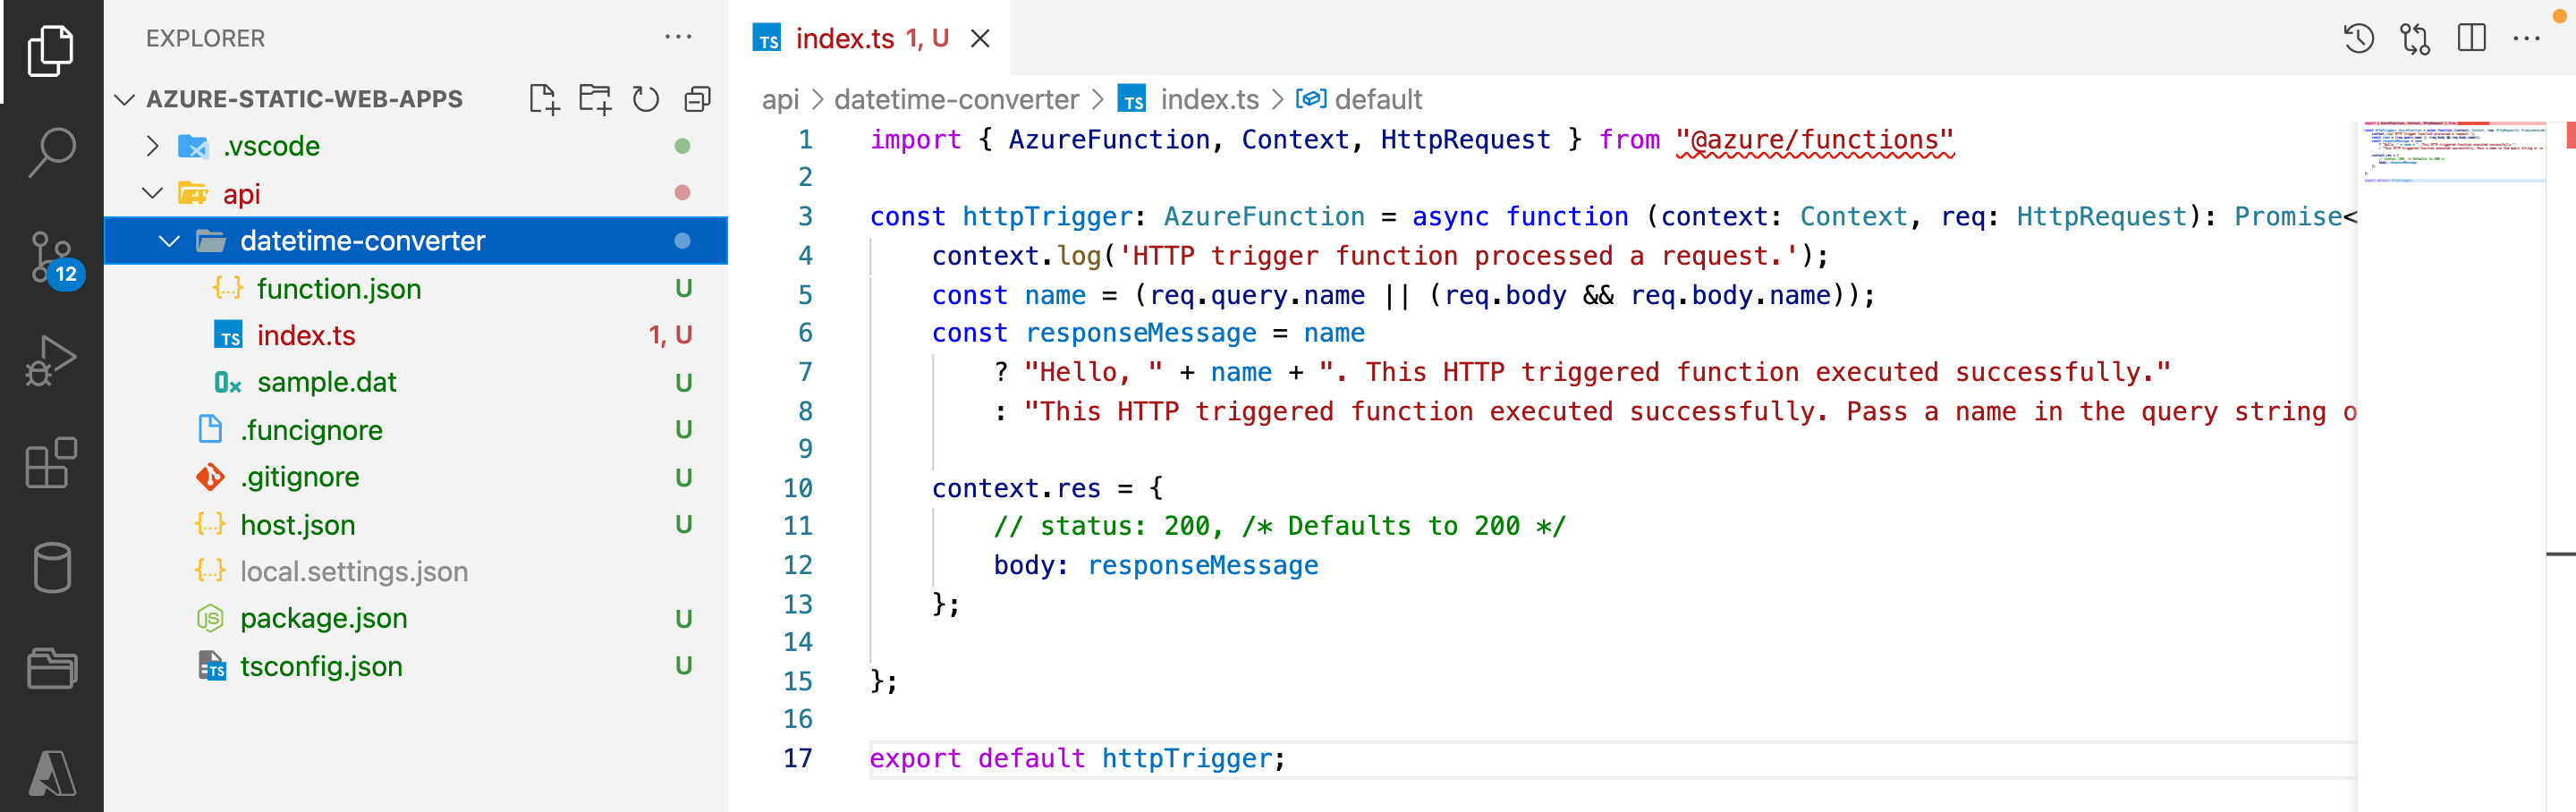 EXPLORER
AZURE-STATIC-WEB-APPS
.vscode
api
datetime-converter
function.json U
index.ts 1, U
sample.dat U
.funcignore U
.gitignore U
host.json U
local.settings.json
package.json U
tsconfig.json U
12
TS index.ts 1, U
api > datetime-converter > TS index.ts > default
1 import { AzureFunction, Context, HttpRequest } from "@azure/functions"
2
3 const httpTrigger: AzureFunction = async function (context: Context, req: HttpRequest): Promise<
4 context.log('HTTP trigger function processed a request.');
5 const name = (req.query.name || (req.body && req.body.name));
6 const responseMessage = name
7 ? "Hello, " + name + ". This HTTP triggered function executed successfully."
8 : "This HTTP triggered function executed successfully. Pass a name in the query string o
9
10 context.res = {
11 // status: 200, /* Defaults to 200 */
12 body: responseMessage
13 };
14
15 };
16
17 export default httpTrigger;